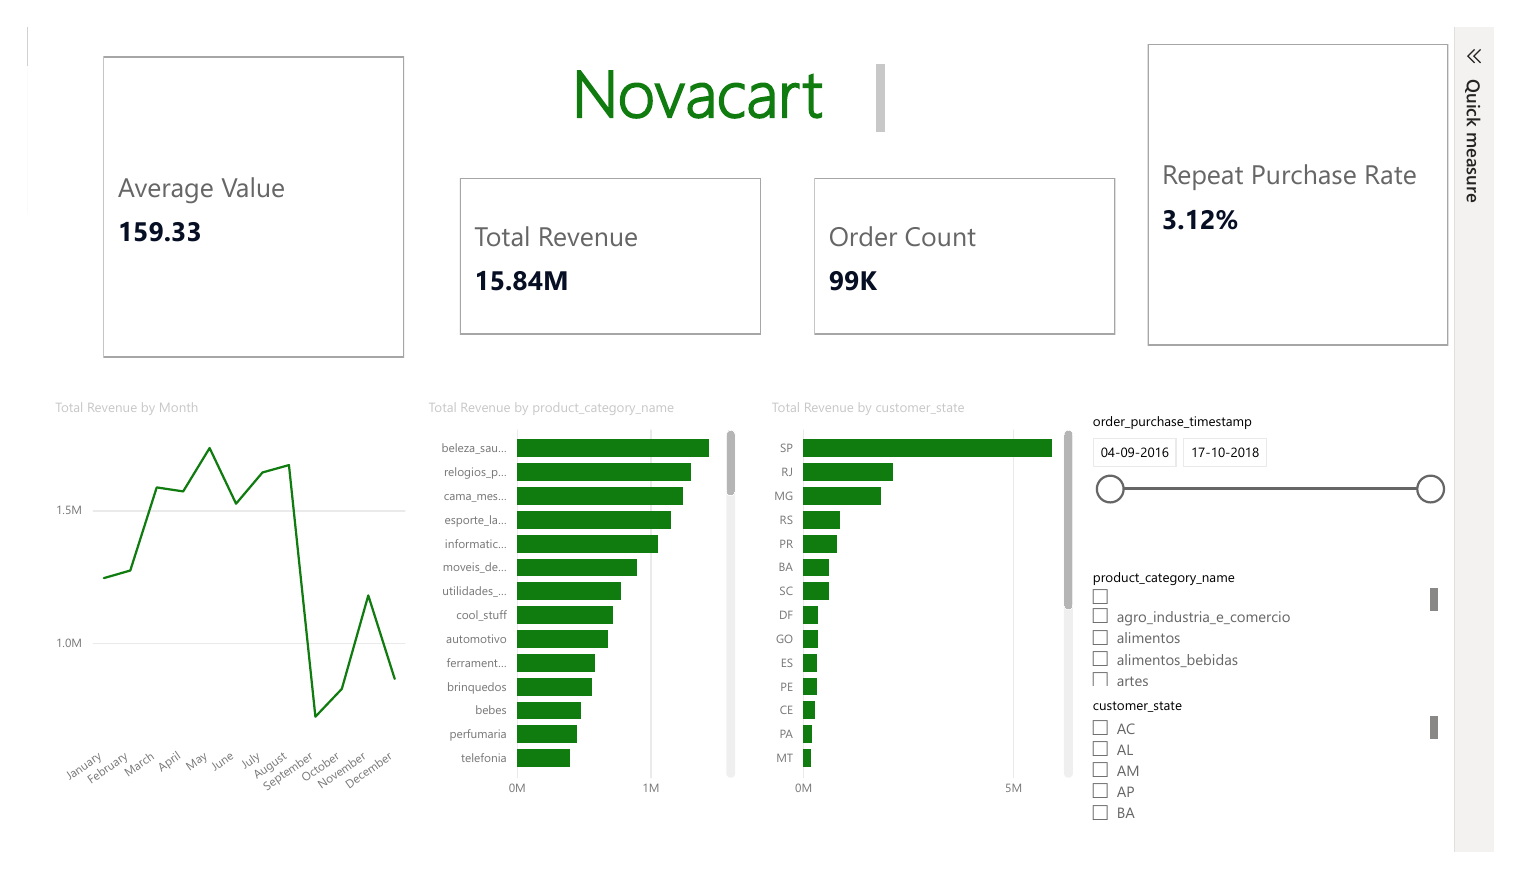 Novacart
Quick measure
Average Value
159.33
Total Revenue
15.84M
Order Count
99K
Repeat Purchase Rate
3.12%
Total Revenue by Month
1.5M
1.0M
January
February
March
April
May
June
July
August
September
October
November
December
Total Revenue by product_category_name
beleza_sau...
relogios_p...
cama_mes...
esporte_la...
informatic...
moveis_de...
utilidades_...
cool_stuff
automotivo
ferrament...
brinquedos
bebes
perfumaria
telefonia
0M
1M
Total Revenue by customer_state
SP
RJ
MG
RS
PR
BA
SC
DF
GO
ES
PE
CE
PA
MT
0M
5M
order_purchase_timestamp
04-09-2016
17-10-2018
product_category_name
agro_industria_e_comercio
alimentos
alimentos_bebidas
artes
customer_state
AC
AL
AM
AP
BA